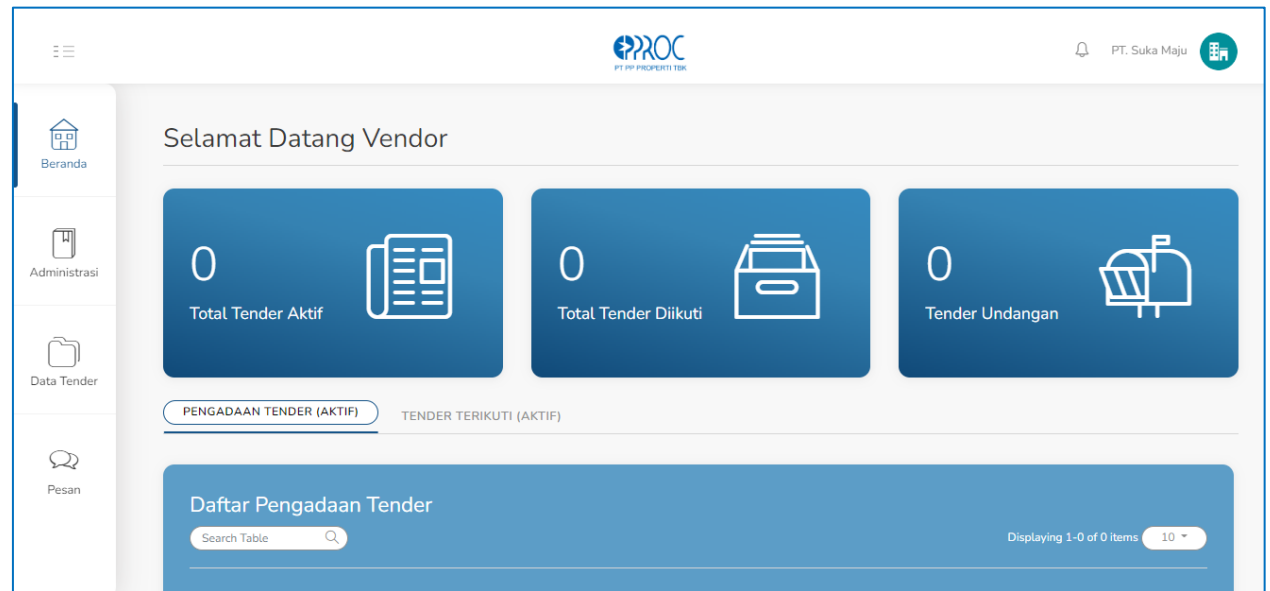 EPROC
PT PP PROPERTI TBK
PT. Suka Maju
Beranda
Administrasi
Data Tender
Pesan
Selamat Datang Vendor
0
Total Tender Aktif
0
Total Tender Diikuti
0
Tender Undangan
PENGADAAN TENDER (AKTIF)
TENDER TERIKUTI (AKTIF)
Daftar Pengadaan Tender
Search Table
Displaying 1-0 of 0 items
10